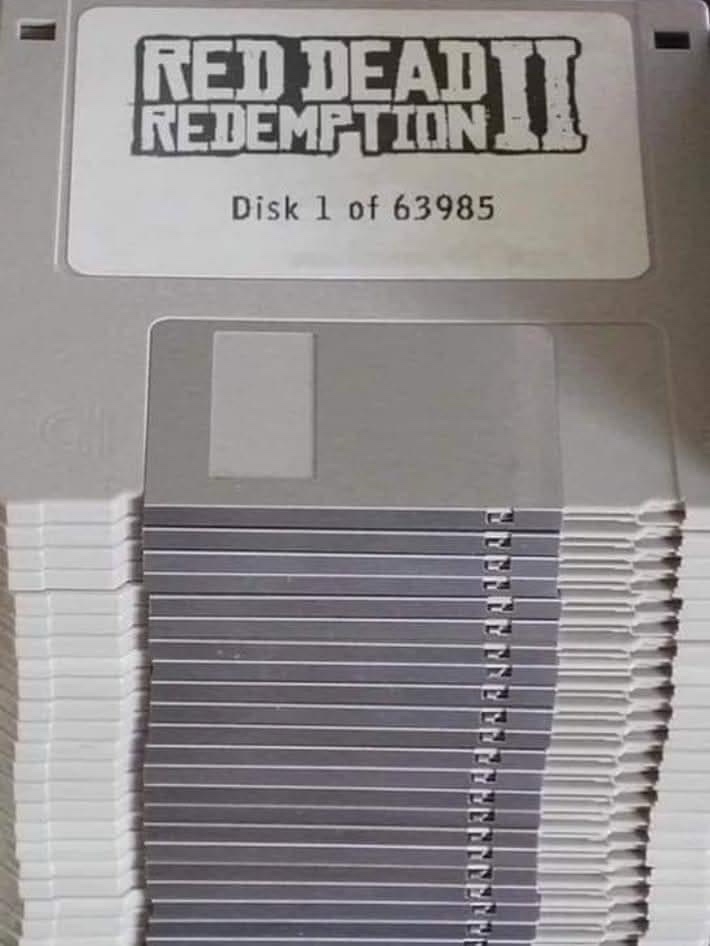 RED DEAD
REDEMPTION II
Disk 1 of 63985